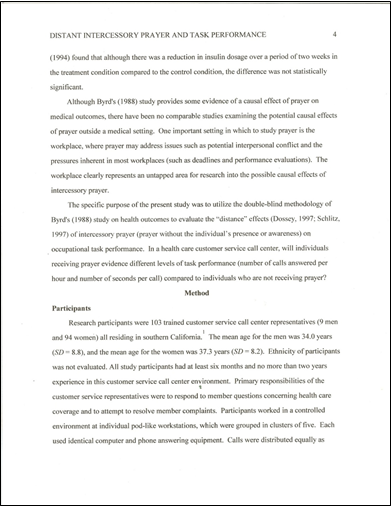 DISTANT INTERCESSORY PRAYER AND TASK PERFORMANCE 4
(1994) found that although there was a reduction in insulin dosage over a period of two weeks in
the treatment condition compared to the control condition, the difference was not statistically
significant.
Although Byrd's (1988) study provides some evidence of a causal effect of prayer on
medical outcomes, there have been no comparable studies examining the potential causal effects
of prayer outside a medical setting. One important setting in which to study prayer is the
workplace, where prayer may address issues such as potential interpersonal conflict and the
pressures inherent in most workplaces (such as deadlines and performance evaluations). The
workplace clearly represents an untapped area for research into the possible causal effects of
intercessory prayer.
The specific purpose of the present study was to utilize the double-blind methodology of
Byrd's (1988) study on health outcomes to evaluate the “distance” effects (Dossey, 1997; Schlitz,
1997) of intercessory prayer (prayer without the individual's presence or awareness) on
occupational task performance. In a health care customer service call center, will individuals
receiving prayer evidence different levels of task performance (number of calls answered per
hour and number of seconds per call) compared to individuals who are not receiving prayer?
Method
Participants
Research participants were 103 trained customer service call center representatives (9 men
and 94 women) all residing in southern California.1 The mean age for the men was 34.0 years
(SD = 8.8), and the mean age for the women was 37.3 years (SD = 8.2). Ethnicity of participants
was not evaluated. All study participants had at least six months and no more than two years
experience in this customer service call center environment. Primary responsibilities of the
customer service representatives were to respond to member questions concerning health care
coverage and to attempt to resolve member complaints. Participants worked in a controlled
environment at individual pod-like workstations, which were grouped in clusters of five. Each
used identical computer and phone answering equipment. Calls were distributed equally as